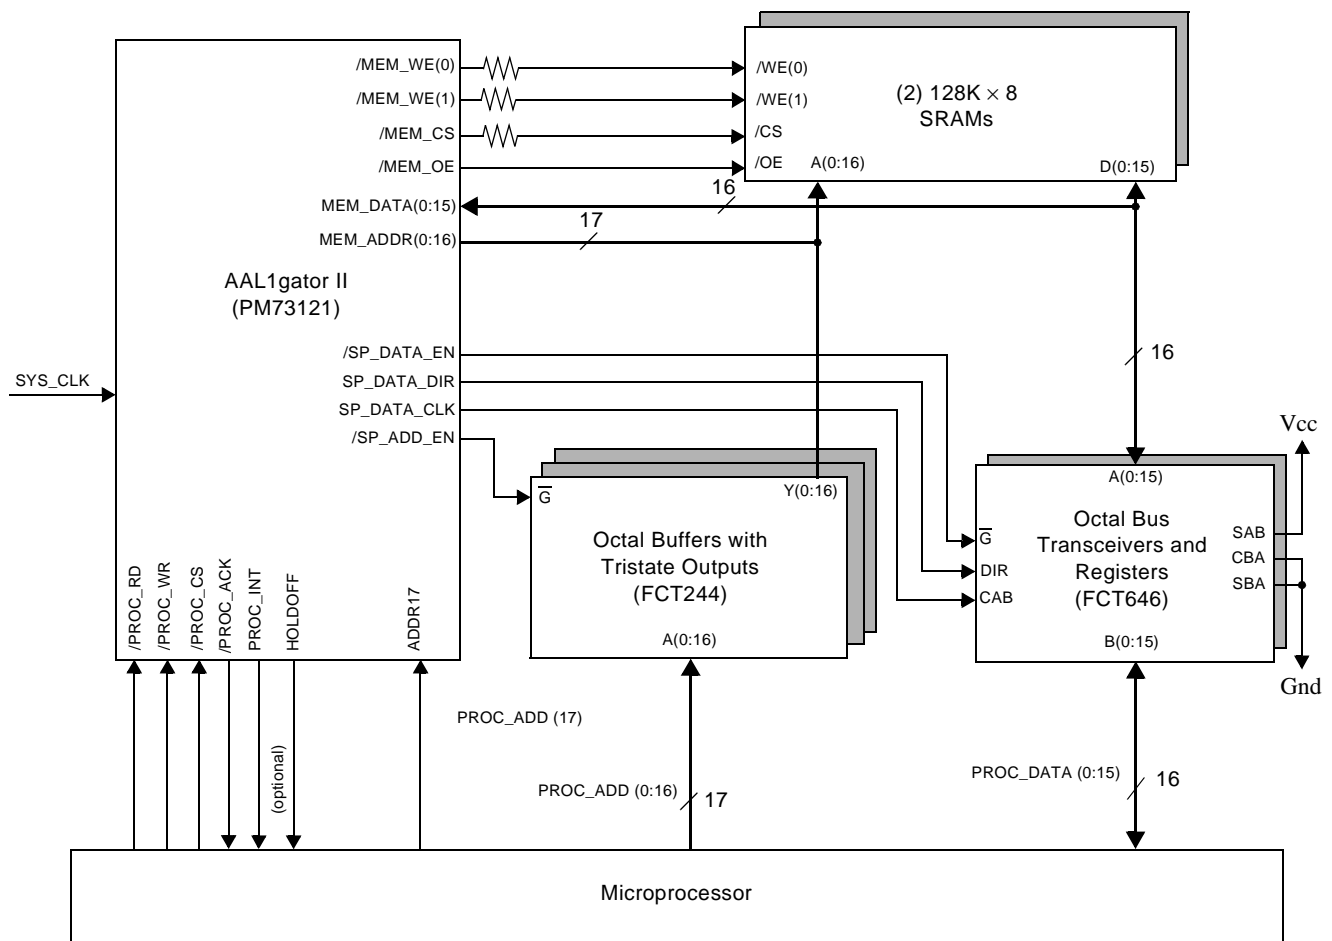 /MEM_WE(0)
/MEM_WE(1)
/MEM_CS
/MEM_OE
MEM_DATA(0:15)
MEM_ADDR(0:16)
AAL1gator II
(PM73121)
/SP_DATA_EN
SP_DATA_DIR
SP_DATA_CLK
/SP_ADD_EN
SYS_CLK
/PROC_RD
/PROC_WR
/PROC_CS
/PROC_ACK
PROC_INT
HOLDOFF
ADDR17
(optional)
/WE(0)
/WE(1)
/CS
/OE
A(0:16)
D(0:15)
(2) 128K × 8
SRAMs
16
17
16
G
Y(0:16)
Octal Buffers with
Tristate Outputs
(FCT244)
A(0:16)
A(0:15)
Octal Bus
Transceivers and
Registers
(FCT646)
G
DIR
CAB
SAB
CBA
SBA
B(0:15)
Vcc
Gnd
PROC_ADD (17)
PROC_ADD (0:16)
17
PROC_DATA (0:15)
16
Microprocessor